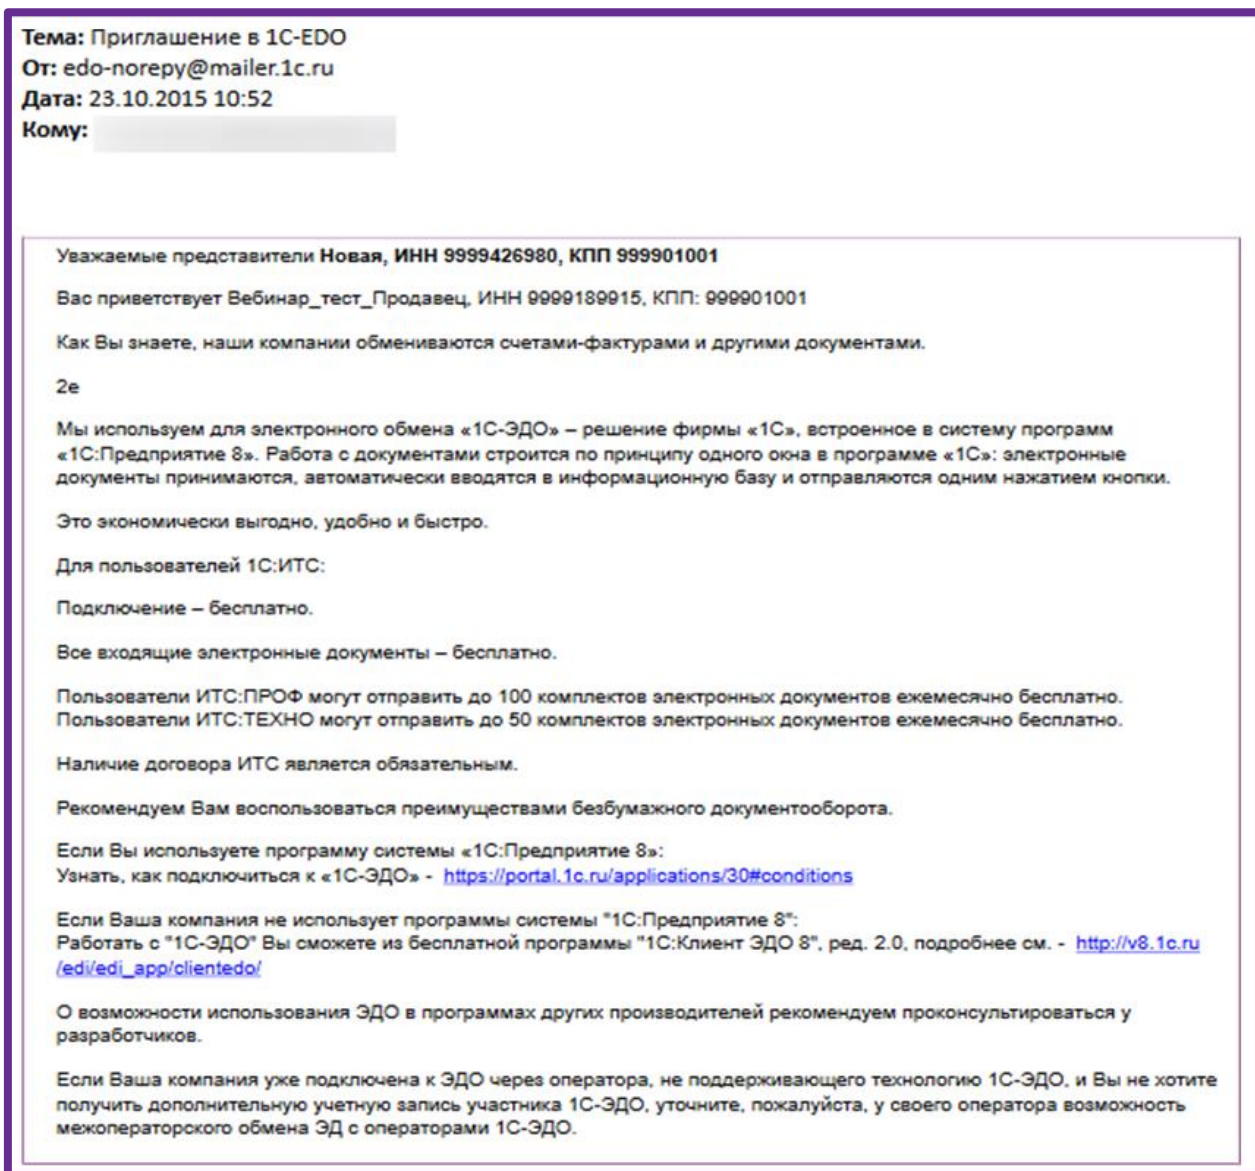 Тема: Приглашение в 1C-EDO
От: edo-norepy@mailer.1c.ru
Дата: 23.10.2015 10:52
Кому:
Уважаемые представители Новая, ИНН 9999426980, КПП 999901001
Вас приветствует Вебинар_тест_Продавец, ИНН 9999189915, КПП: 999901001
Как Вы знаете, наши компании обмениваются счетами-фактурами и другими документами.
2е
Мы используем для электронного обмена «1С-ЭДО» – решение фирмы «1С», встроенное в систему программ
«1С:Предприятие 8». Работа с документами строится по принципу одного окна в программе «1С»: электронные
документы принимаются, автоматически вводятся в информационную базу и отправляются одним нажатием кнопки.
Это экономически выгодно, удобно и быстро.
Для пользователей 1С:ИТС:
Подключение – бесплатно.
Все входящие электронные документы – бесплатно.
Пользователи ИТС:ПРОФ могут отправить до 100 комплектов электронных документов ежемесячно бесплатно.
Пользователи ИТС:ТЕХНО могут отправить до 50 комплектов электронных документов ежемесячно бесплатно.
Наличие договора ИТС является обязательным.
Рекомендуем Вам воспользоваться преимуществами безбумажного документооборота.
Если Вы используете программу системы «1С:Предприятие 8»:
Узнать, как подключиться к «1С-ЭДО» - https://portal.1c.ru/applications/30#conditions
Если Ваша компания не использует программы системы "1С:Предприятие 8":
Работать с "1С-ЭДО" Вы сможете из бесплатной программы "1С:Клиент ЭДО 8", ред. 2.0, подробнее см. - http://v8.1c.ru
/edi/edi_app/clientedo/
О возможности использования ЭДО в программах других производителей рекомендуем проконсультироваться у
разработчиков.
Если Ваша компания уже подключена к ЭДО через оператора, не поддерживающего технологию 1С-ЭДО, и Вы не хотите
получить дополнительную учетную запись участника 1С-ЭДО, уточните, пожалуйста, у своего оператора возможность
межоператорского обмена ЭД с операторами 1С-ЭДО.